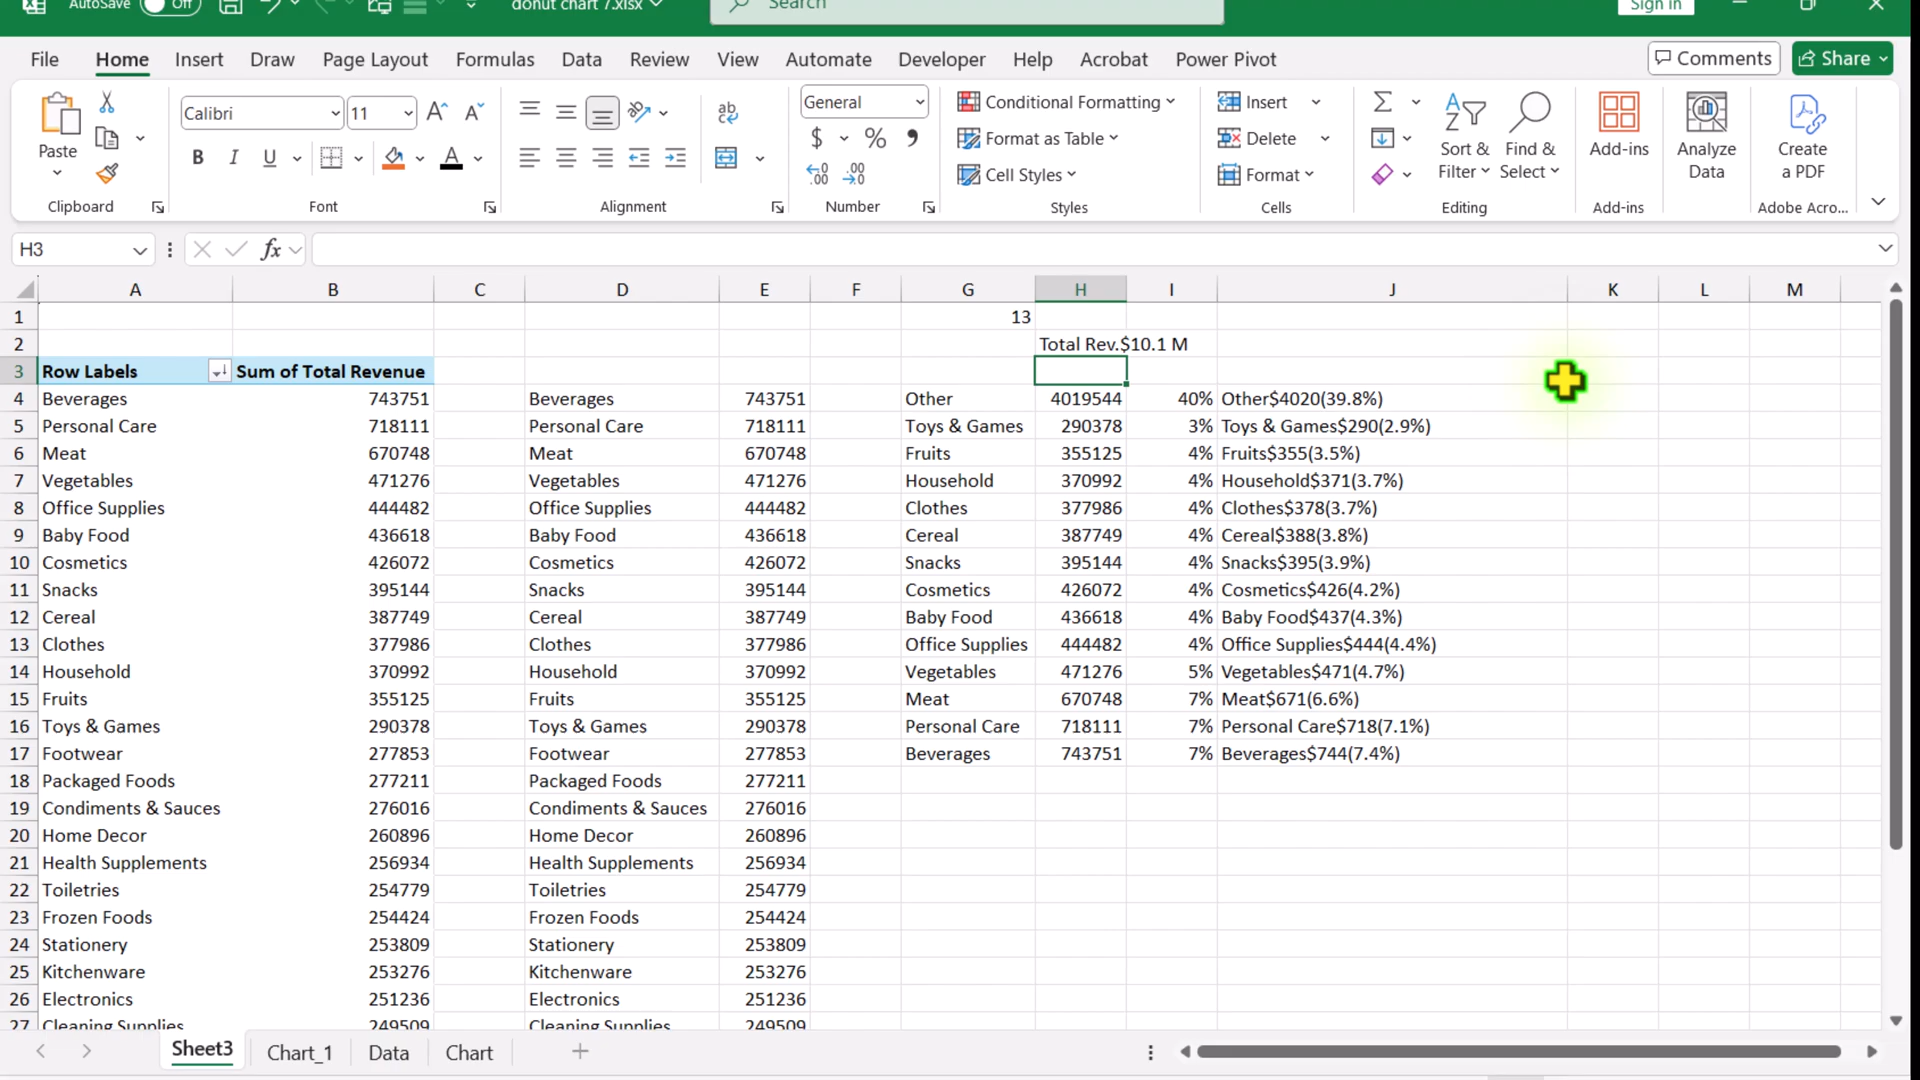 AutoSave Off donut chart 7.xlsx Search Sign in
File Home Insert Draw Page Layout Formulas Data Review View Automate Developer Help Acrobat Power Pivot Comments Share
Paste
Clipboard
Calibri 11
B I U A
Font
ab
Alignment
General
$ % ,
Number
Conditional Formatting
Format as Table
Cell Styles
Styles
Insert
Delete
Format
Cells
Sort & Filter
Find & Select
Editing
Add-ins
Add-ins
Analyze Data
Create a PDF
Adobe Acro...
H3 fx
A B C D E F G H I J K L M
1 13
2 Total Rev.$10.1 M
3 Row Labels Sum of Total Revenue
4 Beverages 743751 Beverages 743751 Other 4019544 40% Other$4020(39.8%)
5 Personal Care 718111 Personal Care 718111 Toys & Games 290378 3% Toys & Games$290(2.9%)
6 Meat 670748 Meat 670748 Fruits 355125 4% Fruits$355(3.5%)
7 Vegetables 471276 Vegetables 471276 Household 370992 4% Household$371(3.7%)
8 Office Supplies 444482 Office Supplies 444482 Clothes 377986 4% Clothes$378(3.7%)
9 Baby Food 436618 Baby Food 436618 Cereal 387749 4% Cereal$388(3.8%)
10 Cosmetics 426072 Cosmetics 426072 Snacks 395144 4% Snacks$395(3.9%)
11 Snacks 395144 Snacks 395144 Cosmetics 426072 4% Cosmetics$426(4.2%)
12 Cereal 387749 Cereal 387749 Baby Food 436618 4% Baby Food$437(4.3%)
13 Clothes 377986 Clothes 377986 Office Supplies 444482 4% Office Supplies$444(4.4%)
14 Household 370992 Household 370992 Vegetables 471276 5% Vegetables$471(4.7%)
15 Fruits 355125 Fruits 355125 Meat 670748 7% Meat$671(6.6%)
16 Toys & Games 290378 Toys & Games 290378 Personal Care 718111 7% Personal Care$718(7.1%)
17 Footwear 277853 Footwear 277853 Beverages 743751 7% Beverages$744(7.4%)
18 Packaged Foods 277211 Packaged Foods 277211
19 Condiments & Sauces 276016 Condiments & Sauces 276016
20 Home Decor 260896 Home Decor 260896
21 Health Supplements 256934 Health Supplements 256934
22 Toiletries 254779 Toiletries 254779
23 Frozen Foods 254424 Frozen Foods 254424
24 Stationery 253809 Stationery 253809
25 Kitchenware 253276 Kitchenware 253276
26 Electronics 251236 Electronics 251236
27 Cleaning Supplies 249509 Cleaning Supplies 249509
Sheet3 Chart_1 Data Chart